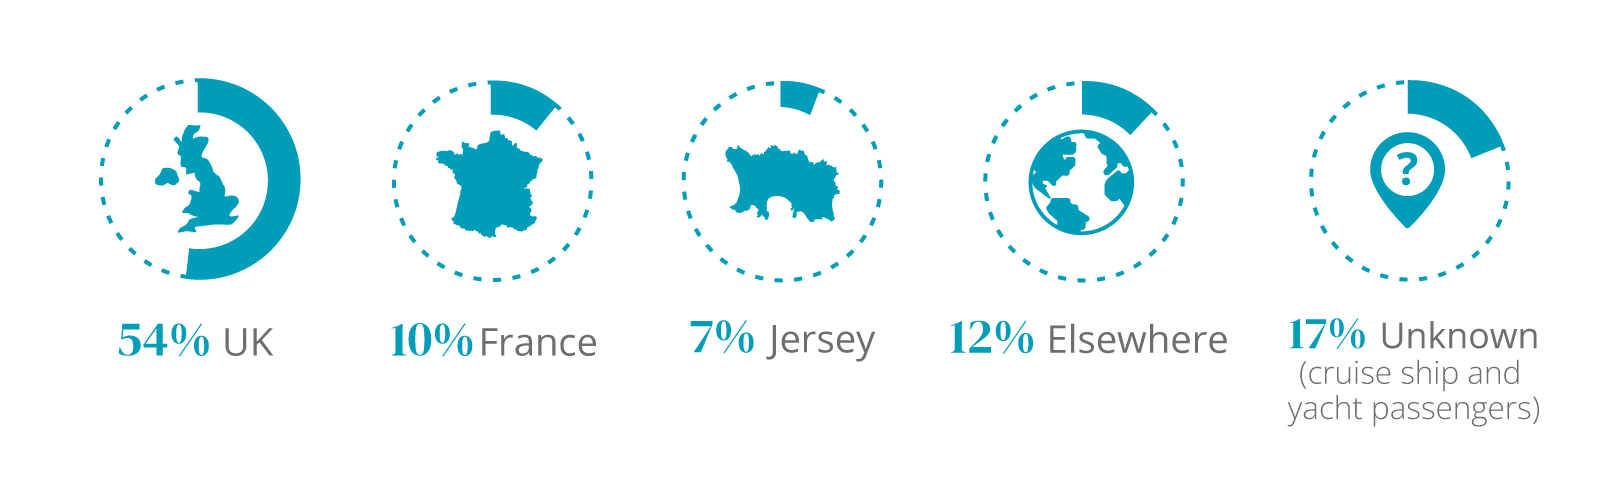 ?
54% UK
10% France
7% Jersey
12% Elsewhere
17% Unknown
(cruise ship and
yacht passengers)